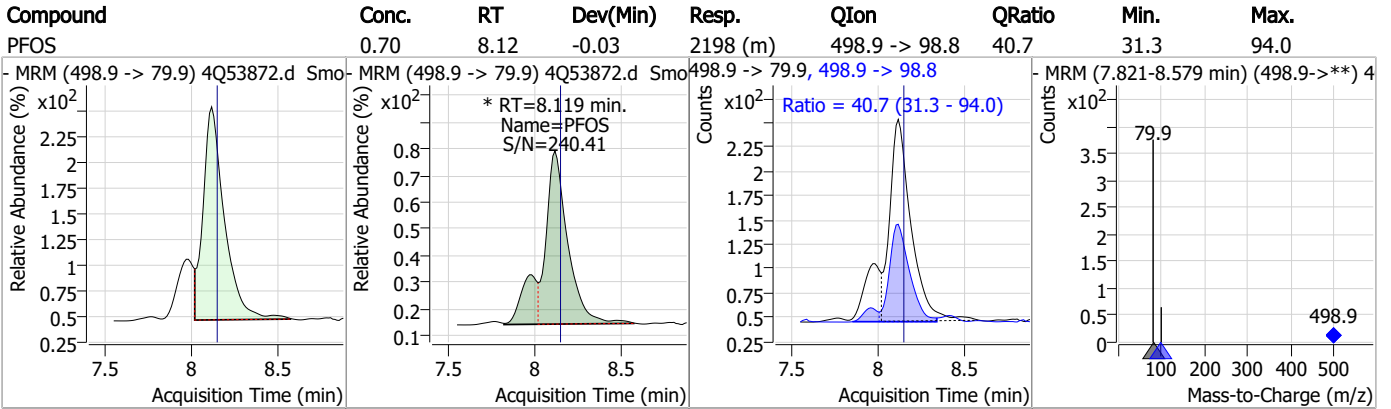 Compound Conc. RT Dev(Min) Resp. QIon QRatio Min. Max.
PFOS 0.70 8.12 -0.03 2198 (m) 498.9 -> 98.8 40.7 31.3 94.0
- MRM (498.9 -> 79.9) 4Q53872.d Smo
Relative Abundance (%)
x10²
2.25
2
1.75
1.5
1.25
1
0.75
0.5
0.25
7.5 8 8.5
Acquisition Time (min)
- MRM (498.9 -> 79.9) 4Q53872.d Smo
Relative Abundance (%)
x10²
* RT=8.119 min.
Name=PFOS
S/N=240.41
0.8
0.7
0.6
0.5
0.4
0.3
0.2
0.1
7.5 8 8.5
Acquisition Time (min)
498.9 -> 79.9, 498.9 -> 98.8
Counts
x10²
Ratio = 40.7 (31.3 - 94.0)
2.25
2
1.75
1.5
1.25
1
0.75
0.5
0.25
7.5 8 8.5
Acquisition Time (min)
- MRM (7.821-8.579 min) (498.9->**) 4
Counts
x10²
79.9
3.5
3
2.5
2
1.5
1
0.5
0
498.9
100 200 300 400 500
Mass-to-Charge (m/z)